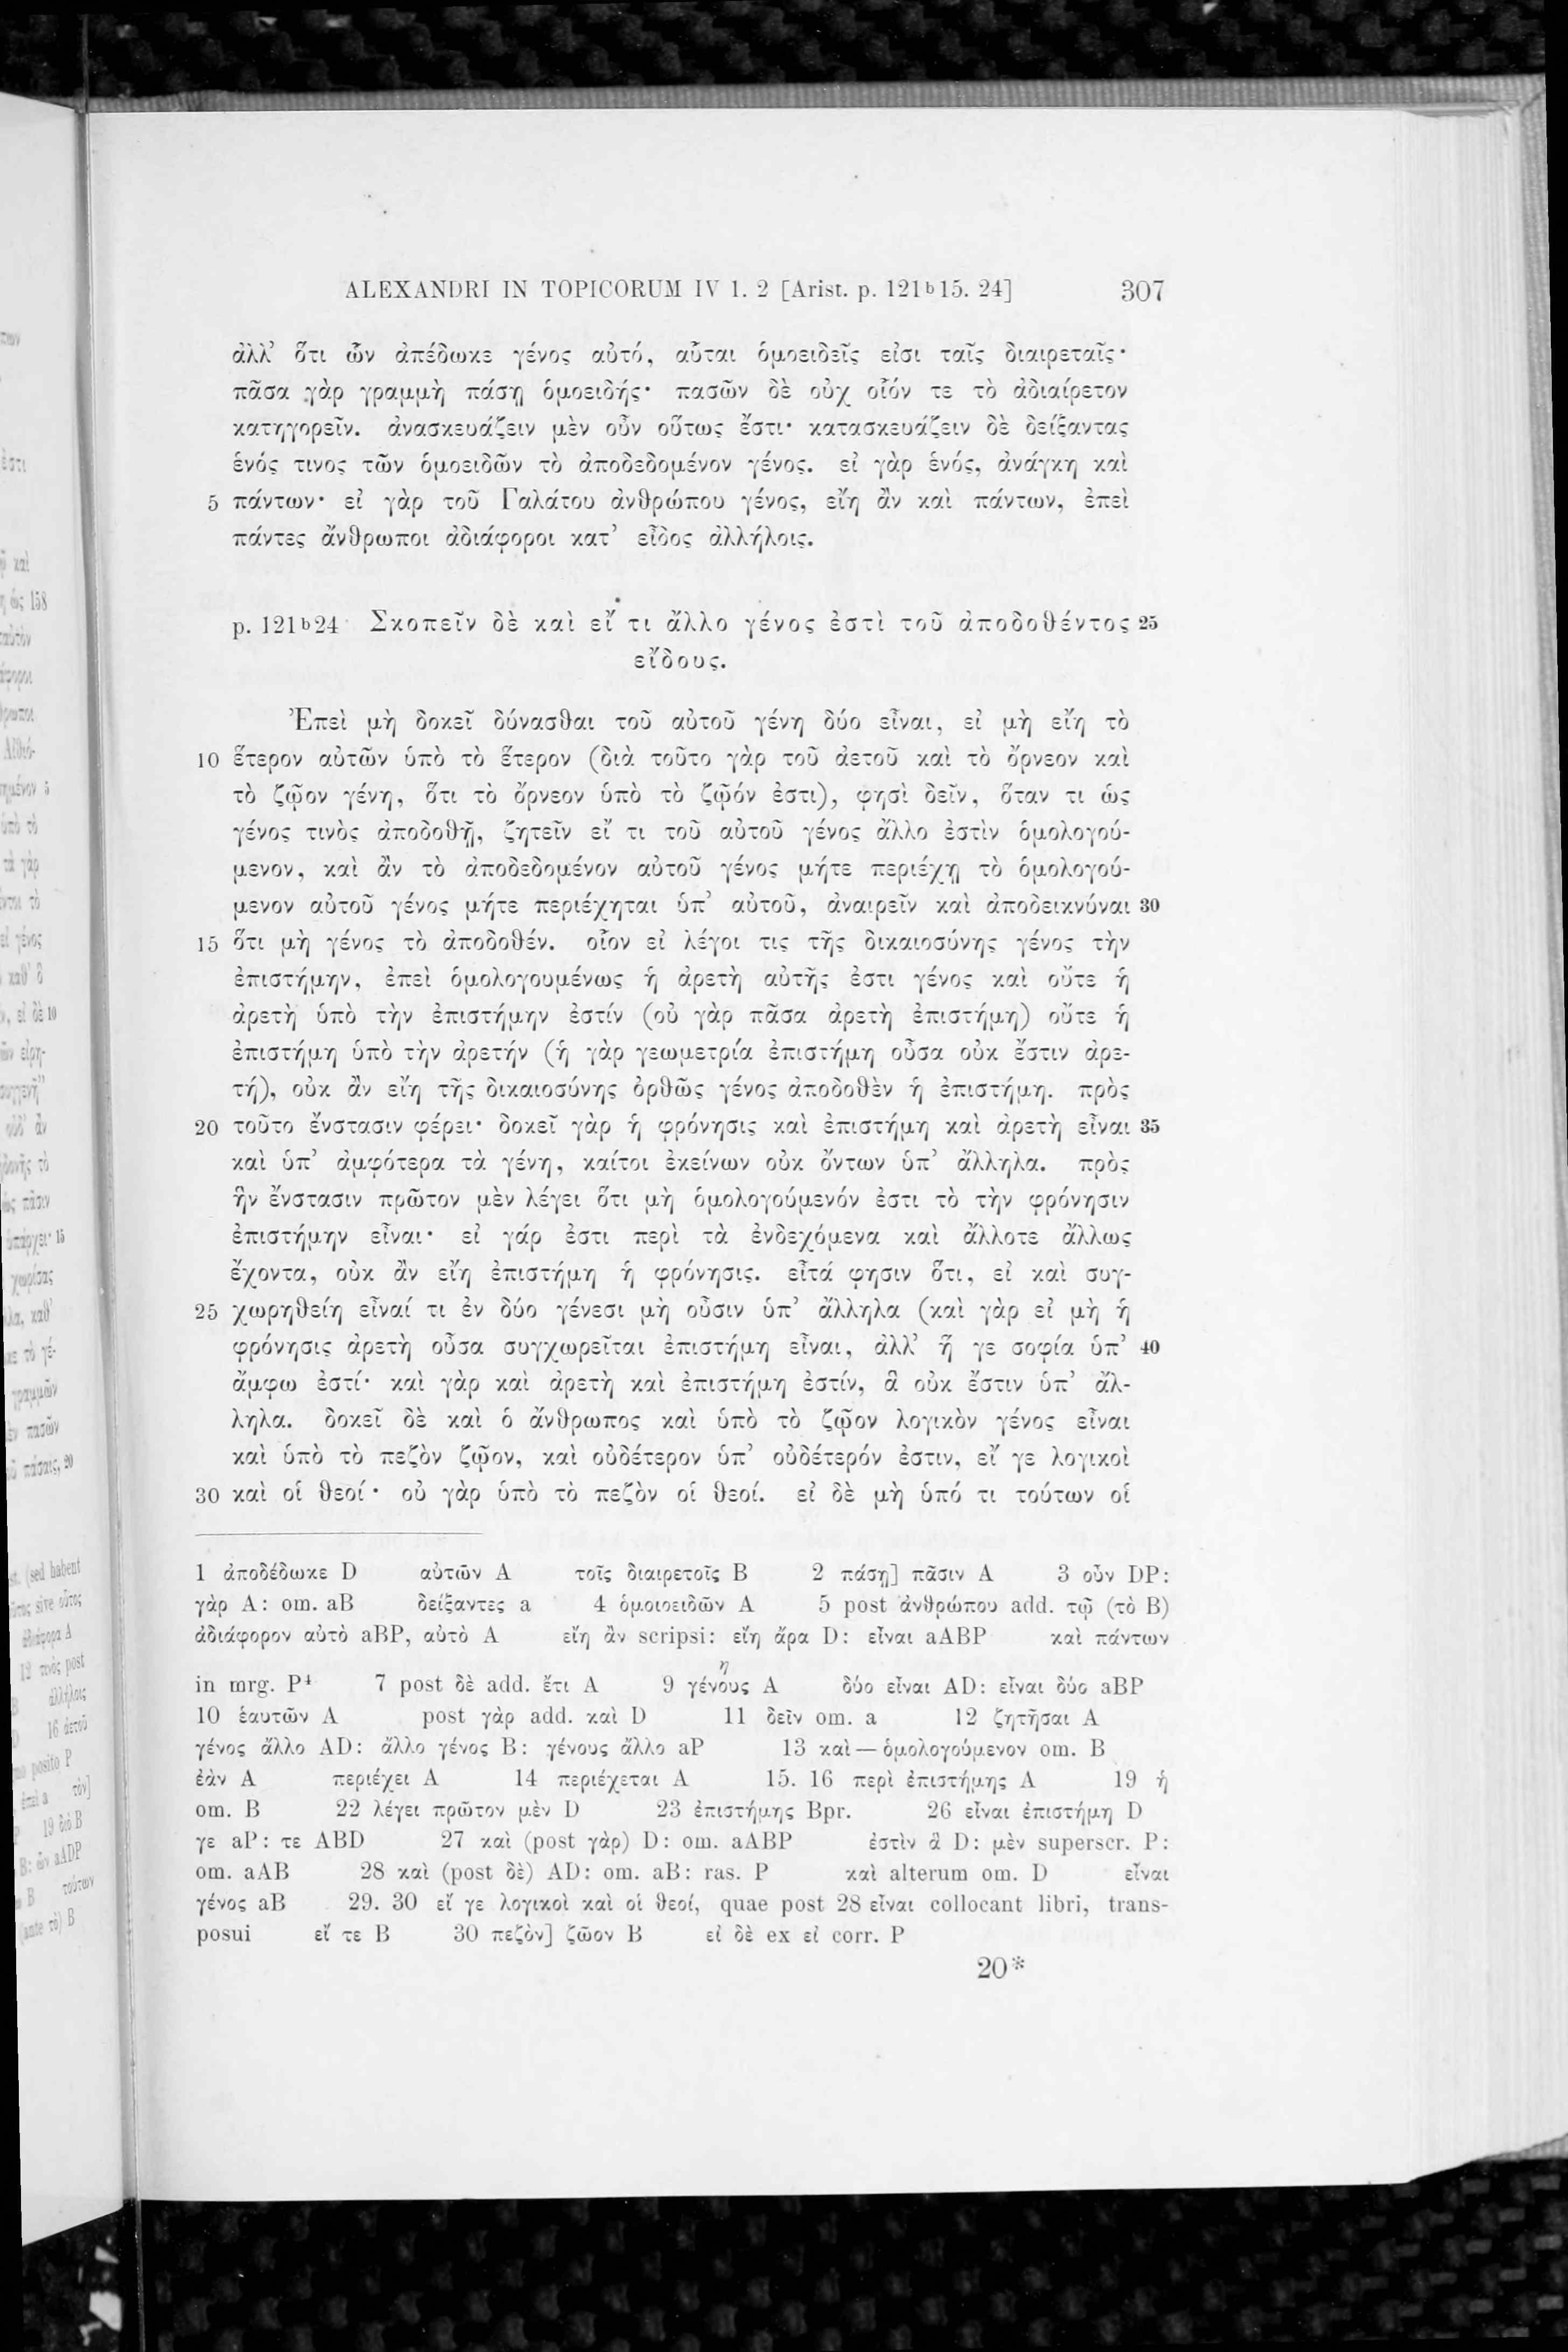 ALEXANDRI IN TOPICORUM IV 1. 2 [Arist. p. 121b15. 24] 307
ἀλλ’ ὅτι ὧν ἀπέδωκε γένος αὐτό, αὗται ὁμοειδεῖς εἰσι ταῖς διαιρεταῖς·
πᾶσα γὰρ γραμμὴ πάσῃ ὁμοειδής· πασῶν δὲ οὐχ οἷόν τε τὸ ἀδιαίρετον
κατηγορεῖν. ἀνασκευάζειν μὲν οὖν οὕτως ἔστι· κατασκευάζειν δὲ δείξαντας
ἑνός τινος τῶν ὁμοειδῶν τὸ ἀποδεδομένον γένος. εἰ γὰρ ἑνός, ἀνάγκη καὶ
5 πάντων· εἰ γὰρ τοῦ Γαλάτου ἀνθρώπου γένος, εἴη ἂν καὶ πάντων, ἐπεὶ
πάντες ἄνθρωποι ἀδιάφοροι κατ’ εἶδος ἀλλήλοις.
p. 121b24 Σκοπεῖν δὲ καὶ εἴ τι ἄλλο γένος ἐστὶ τοῦ ἀποδοθέντος 25
εἴδους.
Ἐπεὶ μὴ δοκεῖ δύνασθαι τοῦ αὐτοῦ γένη δύο εἶναι, εἰ μὴ εἴη τὸ
10 ἕτερον αὐτῶν ὑπὸ τὸ ἕτερον (διὰ τοῦτο γὰρ τοῦ ἀετοῦ καὶ τὸ ὄρνεον καὶ
τὸ ζῷον γένη, ὅτι τὸ ὄρνεον ὑπὸ τὸ ζῷόν ἐστι), φησὶ δεῖν, ὅταν τι ὡς
γένος τινὸς ἀποδοθῇ, ζητεῖν εἴ τι τοῦ αὐτοῦ γένος ἄλλο ἐστὶν ὁμολογού-
μενον, καὶ ἂν τὸ ἀποδεδομένον αὐτοῦ γένος μήτε περιέχῃ τὸ ὁμολογού-
μενον αὐτοῦ γένος μήτε περιέχηται ὑπ’ αὐτοῦ, ἀναιρεῖν καὶ ἀποδεικνύναι 30
15 ὅτι μὴ γένος τὸ ἀποδοθέν. οἷον εἰ λέγοι τις τῆς δικαιοσύνης γένος τὴν
ἐπιστήμην, ἐπεὶ ὁμολογουμένως ἡ ἀρετὴ αὐτῆς ἐστι γένος καὶ οὔτε ἡ
ἀρετὴ ὑπὸ τὴν ἐπιστήμην ἐστίν (οὐ γὰρ πᾶσα ἀρετὴ ἐπιστήμη) οὔτε ἡ
ἐπιστήμη ὑπὸ τὴν ἀρετήν (ἡ γὰρ γεωμετρία ἐπιστήμη οὖσα οὐκ ἔστιν ἀρε-
τή), οὐκ ἂν εἴη τῆς δικαιοσύνης ὀρθῶς γένος ἀποδοθὲν ἡ ἐπιστήμη. πρὸς
20 τοῦτο ἔνστασιν φέρει· δοκεῖ γὰρ ἡ φρόνησις καὶ ἐπιστήμη καὶ ἀρετὴ εἶναι 35
καὶ ὑπ’ ἀμφότερα τὰ γένη, καίτοι ἐκείνων οὐκ ὄντων ὑπ’ ἄλληλα. πρὸς
ἣν ἔνστασιν πρῶτον μὲν λέγει ὅτι μὴ ὁμολογούμενόν ἐστι τὸ τὴν φρόνησιν
ἐπιστήμην εἶναι· εἰ γάρ ἐστι περὶ τὰ ἐνδεχόμενα καὶ ἄλλοτε ἄλλως
ἔχοντα, οὐκ ἂν εἴη ἐπιστήμη ἡ φρόνησις. εἶτά φησιν ὅτι, εἰ καὶ συγ-
25 χωρηθείη εἶναί τι ἐν δύο γένεσι μὴ οὖσιν ὑπ’ ἄλληλα (καὶ γὰρ εἰ μὴ ἡ
φρόνησις ἀρετὴ οὖσα συγχωρεῖται ἐπιστήμη εἶναι, ἀλλ’ ἥ γε σοφία ὑπ’ 40
ἄμφω ἐστί· καὶ γὰρ καὶ ἀρετὴ καὶ ἐπιστήμη ἐστίν, ἃ οὐκ ἔστιν ὑπ’ ἄλ-
ληλα. δοκεῖ δὲ καὶ ὁ ἄνθρωπος καὶ ὑπὸ τὸ ζῷον λογικὸν γένος εἶναι
καὶ ὑπὸ τὸ πεζὸν ζῷον, καὶ οὐδέτερον ὑπ’ οὐδέτερόν ἐστιν, εἴ γε λογικοὶ
30 καὶ οἱ θεοί· οὐ γὰρ ὑπὸ τὸ πεζὸν οἱ θεοί. εἰ δὲ μὴ ὑπό τι τούτων οἱ
1 ἀποδέδωκε D αὐτῶν A τοῖς διαιρετοῖς B 2 πάσῃ] πᾶσιν A 3 οὖν DP:
γὰρ A: om. aB δείξαντες a 4 ὁμοιοειδῶν A 5 post ἀνθρώπου add. τῷ (τὸ B)
ἀδιάφορον αὐτὸ aBP, αὐτὸ A εἴη ἂν scripsi: εἴη ἄρα D: εἶναι aABP καὶ πάντων
in mrg. P4 7 post δὲ add. ἔτι A 9 γένους A δύο εἶναι AD: εἶναι δύο aBP
10 ἑαυτῶν A post γὰρ add. καὶ D 11 δεῖν om. a 12 ζητῆσαι A
γένος ἄλλο AD: ἄλλο γένος B: γένους ἄλλο aP 13 καὶ — ὁμολογούμενον om. B
ἐὰν A περιέχει A 14 περιέχεται A 15. 16 περὶ ἐπιστήμης A 19 ἡ
om. B 22 λέγει πρῶτον μὲν D 23 ἐπιστήμης Bpr. 26 εἶναι ἐπιστήμη D
γε aP: τε ABD 27 καὶ (post γὰρ) D: om. aABP ἐστὶν ἃ D: μὲν superscr. P:
om. aAB 28 καὶ (post δὲ) AD: om. aB: ras. P καὶ alterum om. D εἶναι
γένος aB 29. 30 εἴ γε λογικοὶ καὶ οἱ θεοί, quae post 28 εἶναι collocant libri, trans-
posui εἴ τε B 30 πεζὸν] ζῶον B εἰ δὲ ex εἰ corr. P
20*